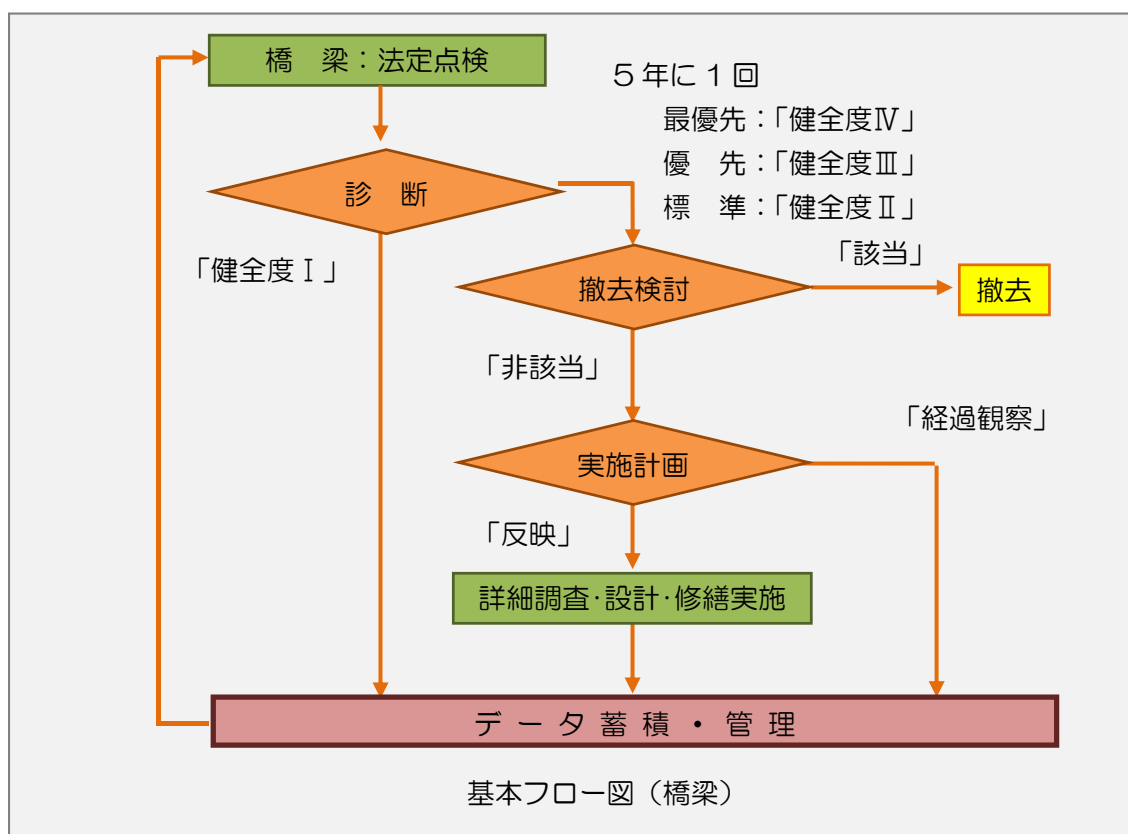 橋　梁：法定点検
５年に１回
最優先：「健全度Ⅳ」
優　先：「健全度Ⅲ」
標　準：「健全度Ⅱ」
診　断
「健全度Ⅰ」
「該当」
撤去検討
撤去
「非該当」
「経過観察」
実施計画
「反映」
詳細調査・設計・修繕実施
データ蓄積・管理
基本フロー図（橋梁）